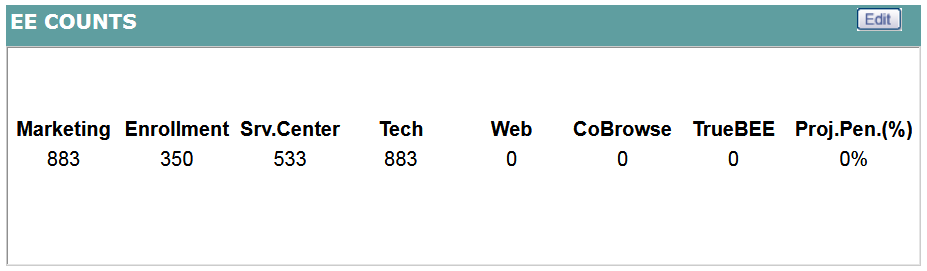 EE COUNTS Edit
Marketing Enrollment Srv.Center Tech Web CoBrowse TrueBEE Proj.Pen.(%)
883 350 533 883 0 0 0 0%